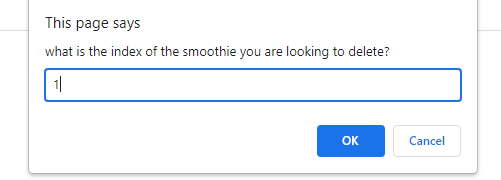 This page says
what is the index of the smoothie you are looking to delete?
1
OK Cancel